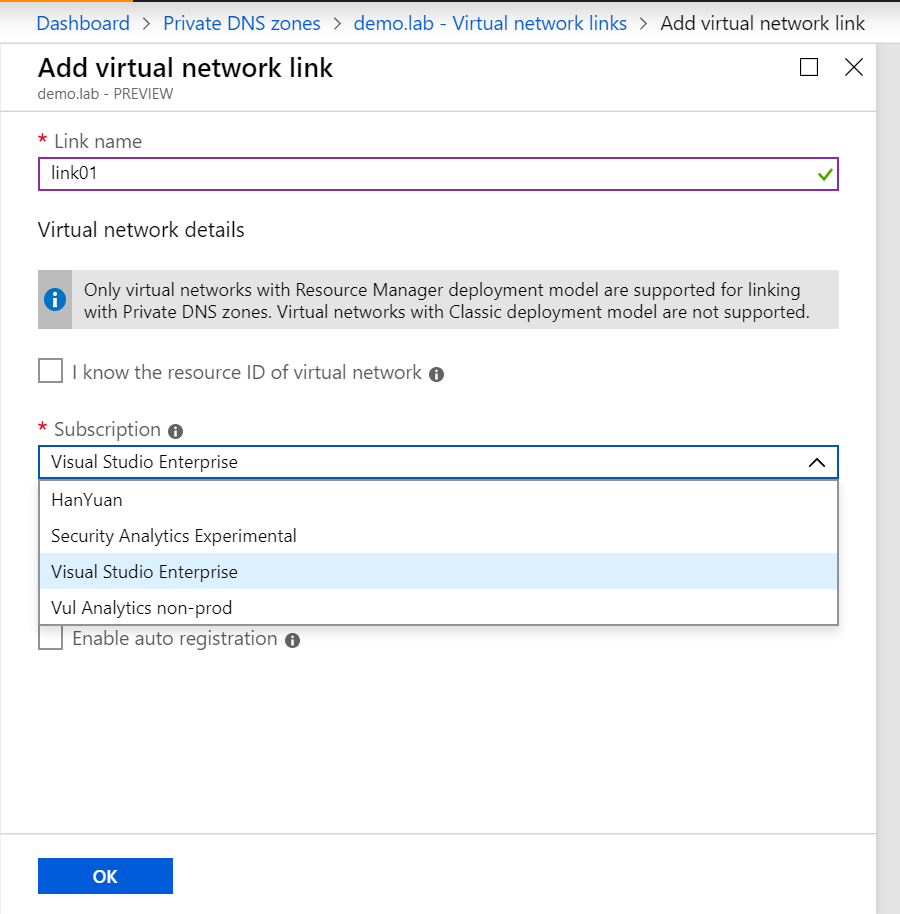 Dashboard > Private DNS zones > demo.lab - Virtual network links > Add virtual network link
Add virtual network link
demo.lab - PREVIEW
* Link name
link01
Virtual network details
Only virtual networks with Resource Manager deployment model are supported for linking
with Private DNS zones. Virtual networks with Classic deployment model are not supported.
I know the resource ID of virtual network
* Subscription
Visual Studio Enterprise
HanYuan
Security Analytics Experimental
Visual Studio Enterprise
Vul Analytics non-prod
Enable auto registration
OK